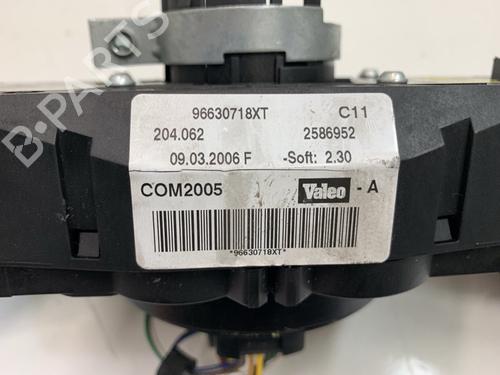 96630718XT C11
204.062 2586952
09.03.2006 F -Soft: 2.30
COM2005 Valeo - A
*96630718XT*
B-PARTS